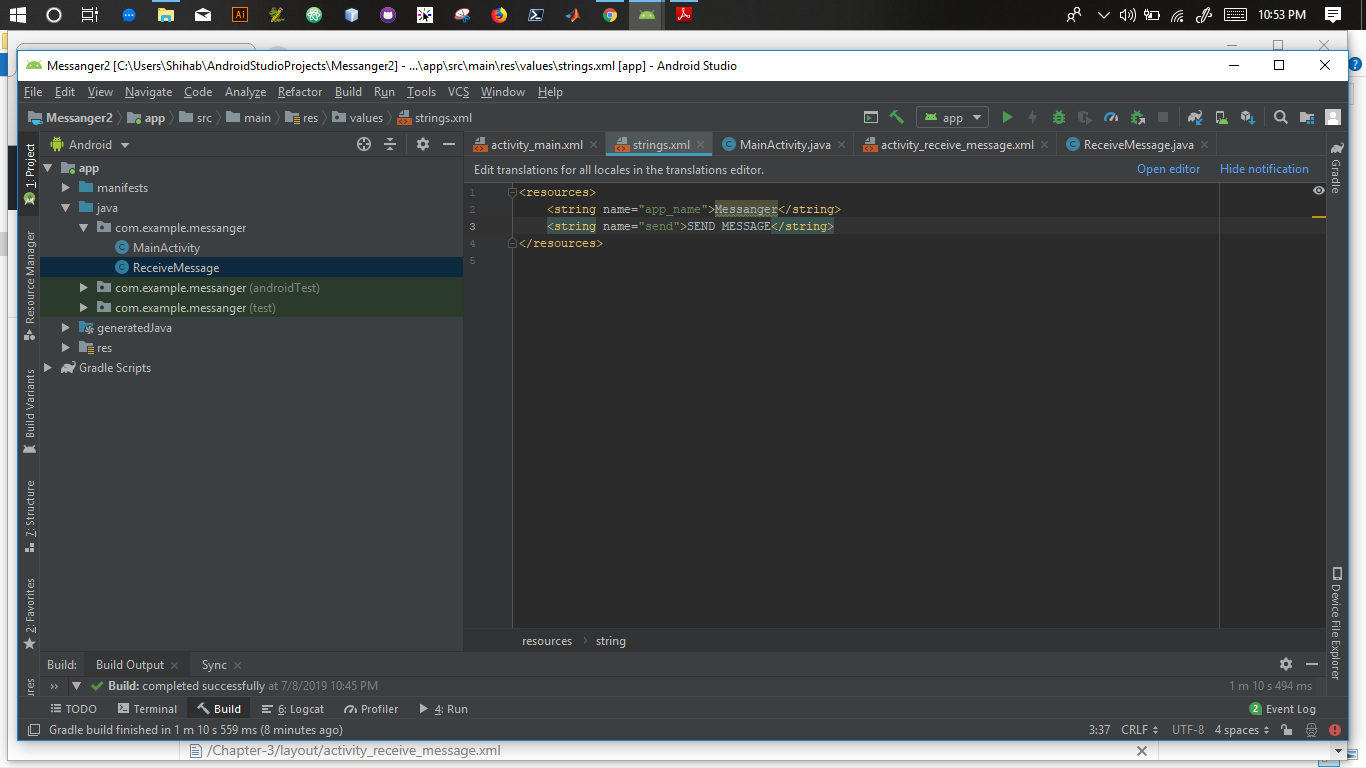 10:53 PM
Messanger2 [C:\Users\Shihab\AndroidStudioProjects\Messanger2] - ...\app\src\main\res\values\strings.xml [app] - Android Studio
File Edit View Navigate Code Analyze Refactor Build Run Tools VCS Window Help
Messanger2 app src main res values strings.xml app
1: Project
Resource Manager
Build Variants
7: Structure
2: Favorites
Android
app
manifests
java
com.example.messanger
MainActivity
ReceiveMessage
com.example.messanger (androidTest)
com.example.messanger (test)
generatedJava
res
Gradle Scripts
activity_main.xml strings.xml MainActivity.java activity_receive_message.xml ReceiveMessage.java
Edit translations for all locales in the translations editor. Open editor Hide notification
1 <resources>
2 <string name="app_name">Messanger</string>
3 <string name="send">SEND MESSAGE</string>
4 </resources>
5
resources string
Gradle
Device File Explorer
Build: Build Output Sync
Build: completed successfully at 7/8/2019 10:45 PM 1 m 10 s 494 ms
TODO Terminal Build 6: Logcat Profiler 4: Run 2 Event Log
Gradle build finished in 1 m 10 s 559 ms (8 minutes ago) 3:37 CRLF UTF-8 4 spaces
/Chapter-3/layout/activity_receive_message.xml